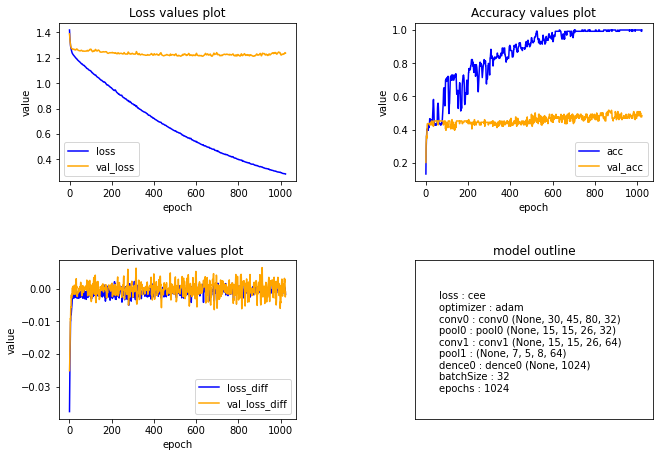 Loss values plot
value
1.4
1.2
1.0
0.8
0.6
0.4
loss
val_loss
0 200 400 600 800 1000
epoch
Accuracy values plot
value
1.0
0.8
0.6
0.4
0.2
acc
val_acc
0 200 400 600 800 1000
epoch
Derivative values plot
value
0.00
−0.01
−0.02
−0.03
loss_diff
val_loss_diff
0 200 400 600 800 1000
epoch
model outline
loss : cee
optimizer : adam
conv0 : conv0 (None, 30, 45, 80, 32)
pool0 : pool0 (None, 15, 15, 26, 32)
conv1 : conv1 (None, 15, 15, 26, 64)
pool1 : (None, 7, 5, 8, 64)
dence0 : dence0 (None, 1024)
batchSize : 32
epochs : 1024